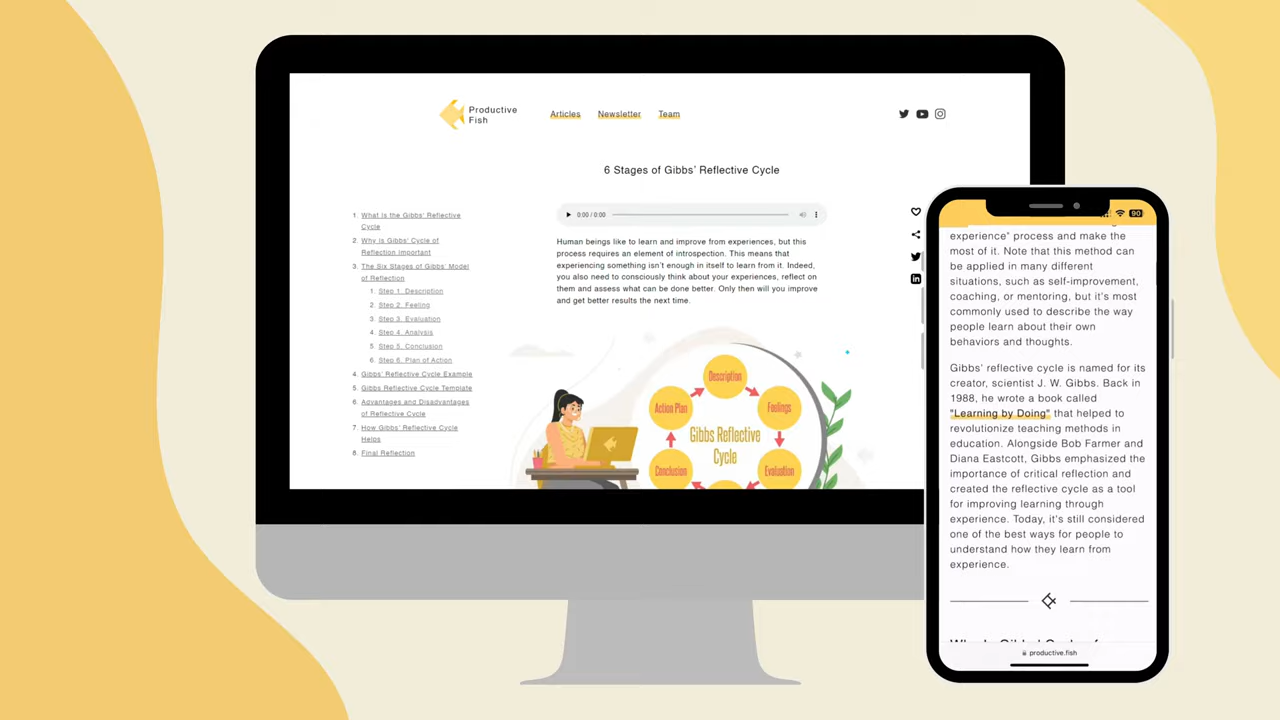 Productive
Fish
Articles
Newsletter
Team
6 Stages of Gibbs' Reflective Cycle
1. What is the Gibbs' Reflective
Cycle
2. Why is Gibbs' Cycle of
Reflection Important
3. The Six Stages of Gibbs' Model
of Reflection
1. Step 1. Description
2. Step 2. Feeling
3. Step 3. Evaluation
4. Step 4. Analysis
5. Step 5. Conclusion
6. Step 6. Plan of Action
4. Gibbs' Reflective Cycle Example
5. Gibbs Reflective Cycle Template
6. Advantages and Disadvantages
of Reflective Cycle
7. How Gibbs' Reflective Cycle
Helps
8. Final Reflection
0:00 / 0:00
Human beings like to learn and improve from experiences, but this
process requires an element of introspection. This means that
experiencing something isn't enough in itself to learn from it. Indeed,
you also need to consciously think about your experiences, reflect on
them and assess what can be done better. Only then will you improve
and get better results the next time.
Description
Action Plan
Feelings
Gibbs Reflective
Cycle
Conclusion
Evaluation
90
experience" process and make the
most of it. Note that this method can
be applied in many different
situations, such as self-improvement,
coaching, or mentoring, but it's most
commonly used to describe the way
people learn about their own
behaviors and thoughts.
Gibbs' reflective cycle is named for its
creator, scientist J. W. Gibbs. Back in
1988, he wrote a book called
"Learning by Doing" that helped to
revolutionize teaching methods in
education. Alongside Bob Farmer and
Diana Eastcott, Gibbs emphasized the
importance of critical reflection and
created the reflective cycle as a tool
for improving learning through
experience. Today, it's still considered
one of the best ways for people to
understand how they learn from
experience.
productive.fish